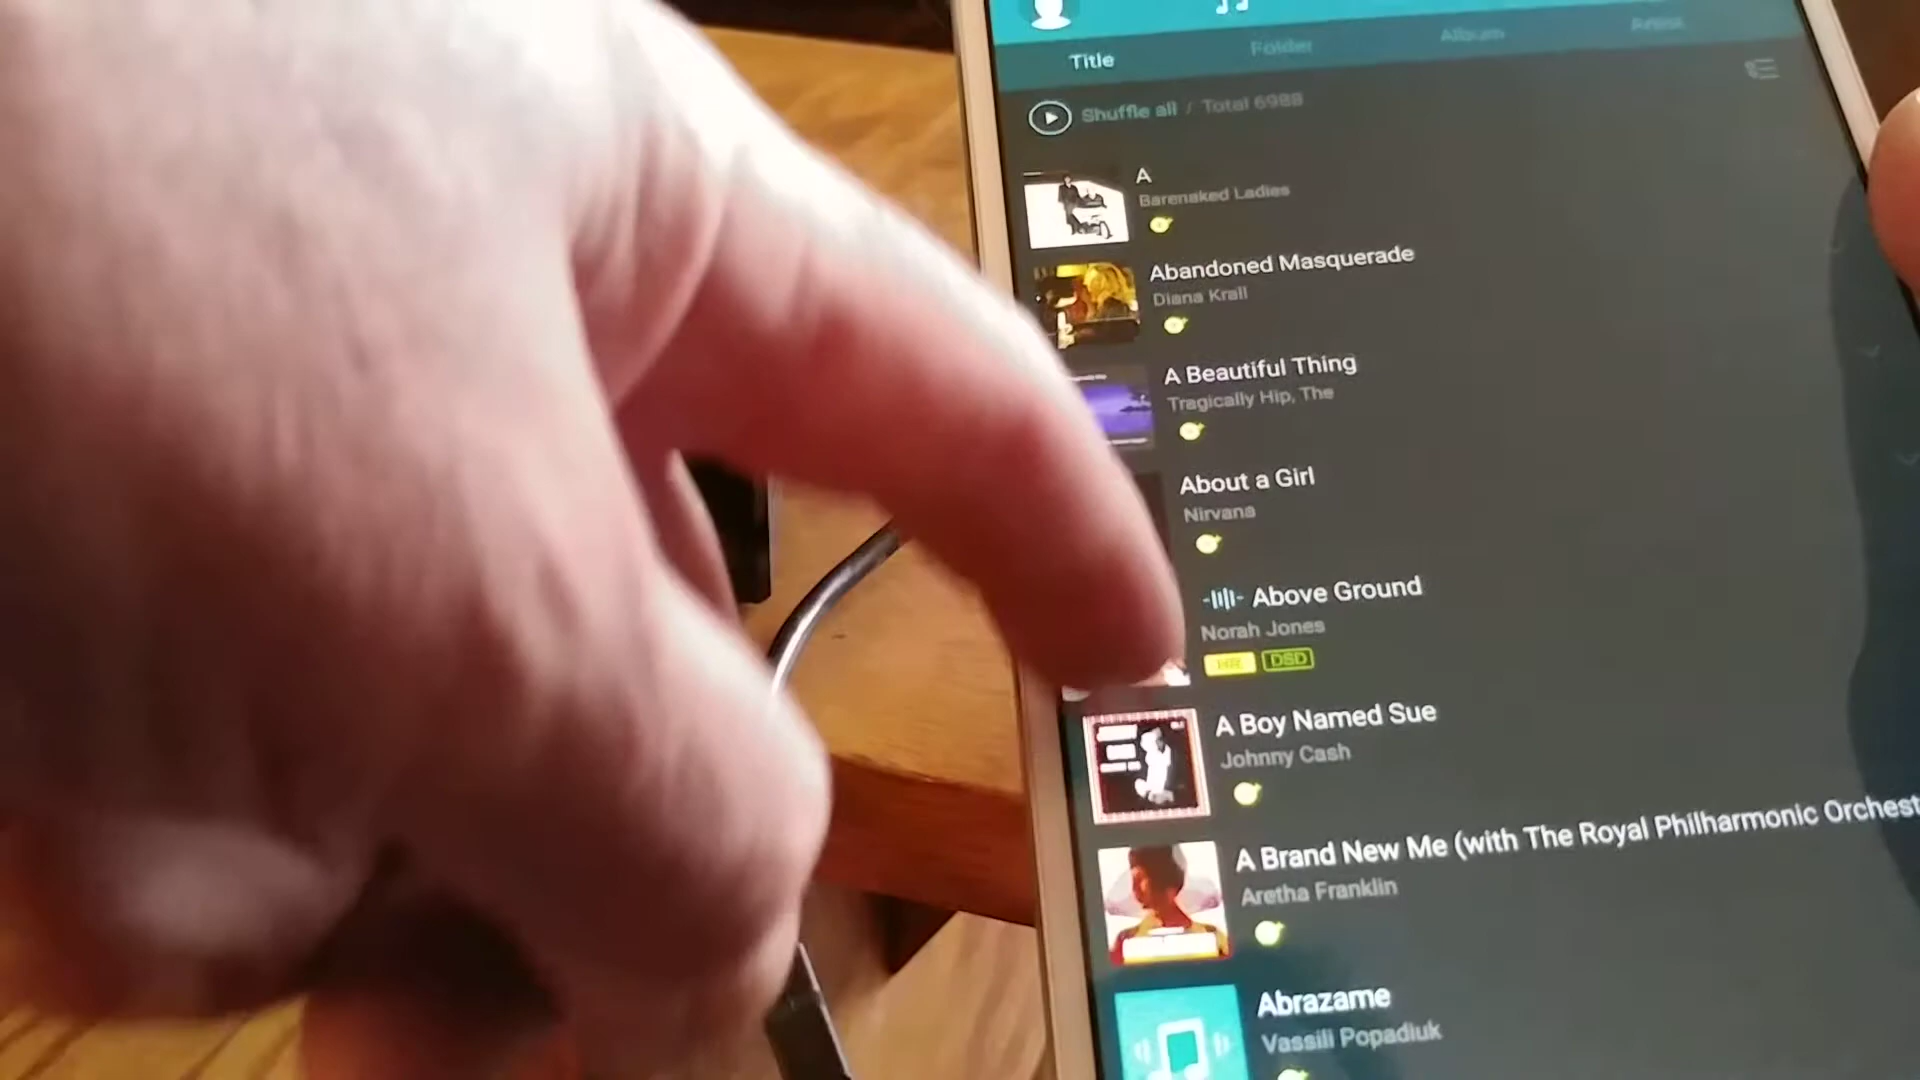 Title Folder Album Artist
Shuffle all / Total 6988
A
Barenaked Ladies
Abandoned Masquerade
Diana Krall
A Beautiful Thing
Tragically Hip, The
About a Girl
Nirvana
Above Ground
Norah Jones
HR DSD
A Boy Named Sue
Johnny Cash
A Brand New Me (with The Royal Philharmonic Orchest
Aretha Franklin
Abrazame
Vassili Popadiuk